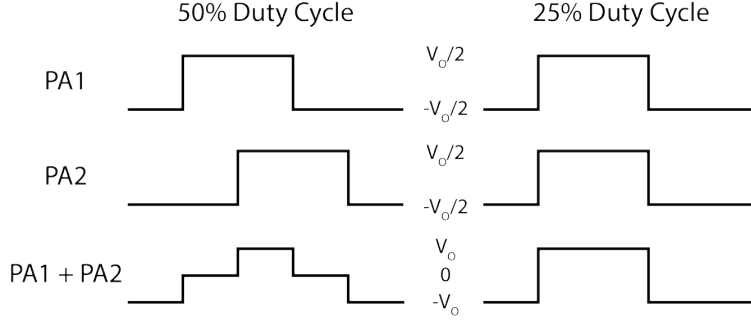 50% Duty Cycle 25% Duty Cycle
PA1 V_O/2
-V_O/2
PA2 V_O/2
-V_O/2
V_O
PA1 + PA2 0
-V_O